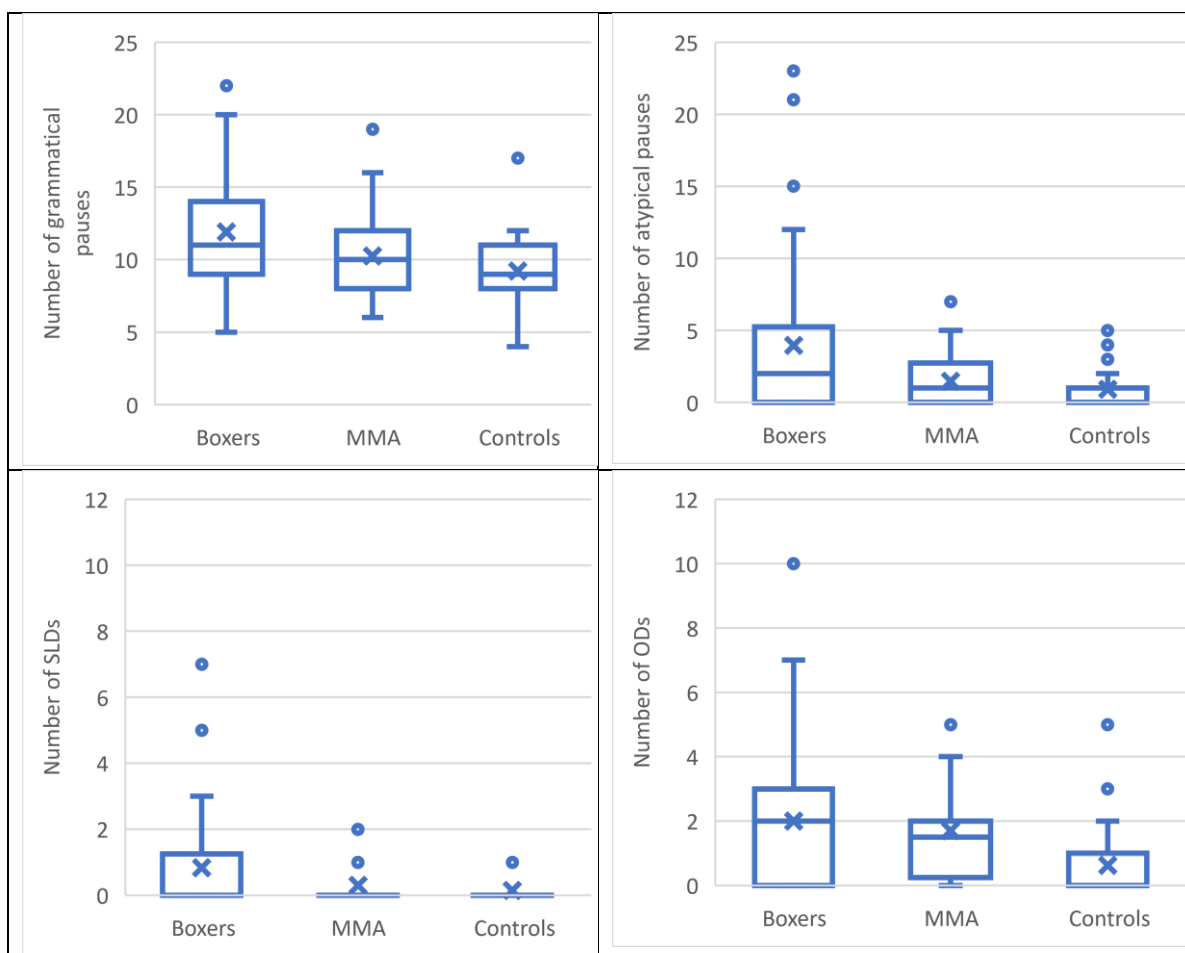 Number of grammatical
pauses
25
20
15
10
5
0
Boxers MMA Controls
Number of atypical pauses
25
20
15
10
5
0
Boxers MMA Controls
Number of SLDs
12
10
8
6
4
2
0
Boxers MMA Controls
Number of ODs
12
10
8
6
4
2
0
Boxers MMA Controls